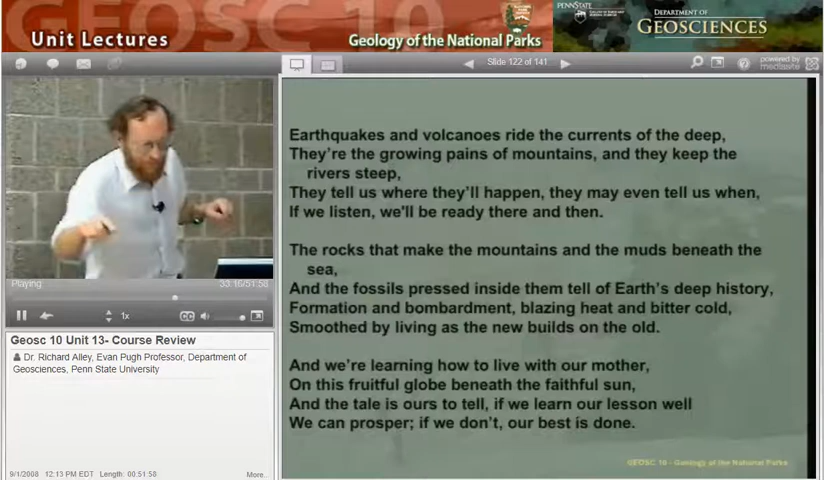 GEOSC 10
Unit Lectures
Geology of the National Parks
PENNSTATE
DEPARTMENT OF
GEOSCIENCES
Slide 122 of 141
powered by
mediasite
Earthquakes and volcanoes ride the currents of the deep,
They're the growing pains of mountains, and they keep the
rivers steep,
They tell us where they'll happen, they may even tell us when,
If we listen, we'll be ready there and then.
The rocks that make the mountains and the muds beneath the
sea,
And the fossils pressed inside them tell of Earth's deep history,
Formation and bombardment, blazing heat and bitter cold,
Smoothed by living as the new builds on the old.
And we're learning how to live with our mother,
On this fruitful globe beneath the faithful sun,
And the tale is ours to tell, if we learn our lesson well
We can prosper; if we don't, our best is done.
GEOSC 10 - Geology of the National Parks
Playing:
33:16/51:58
1x
CC
Geosc 10 Unit 13- Course Review
Dr. Richard Alley, Evan Pugh Professor, Department of
Geosciences, Penn State University
9/1/2008 12:13 PM EDT Length: 00:51:58
More...